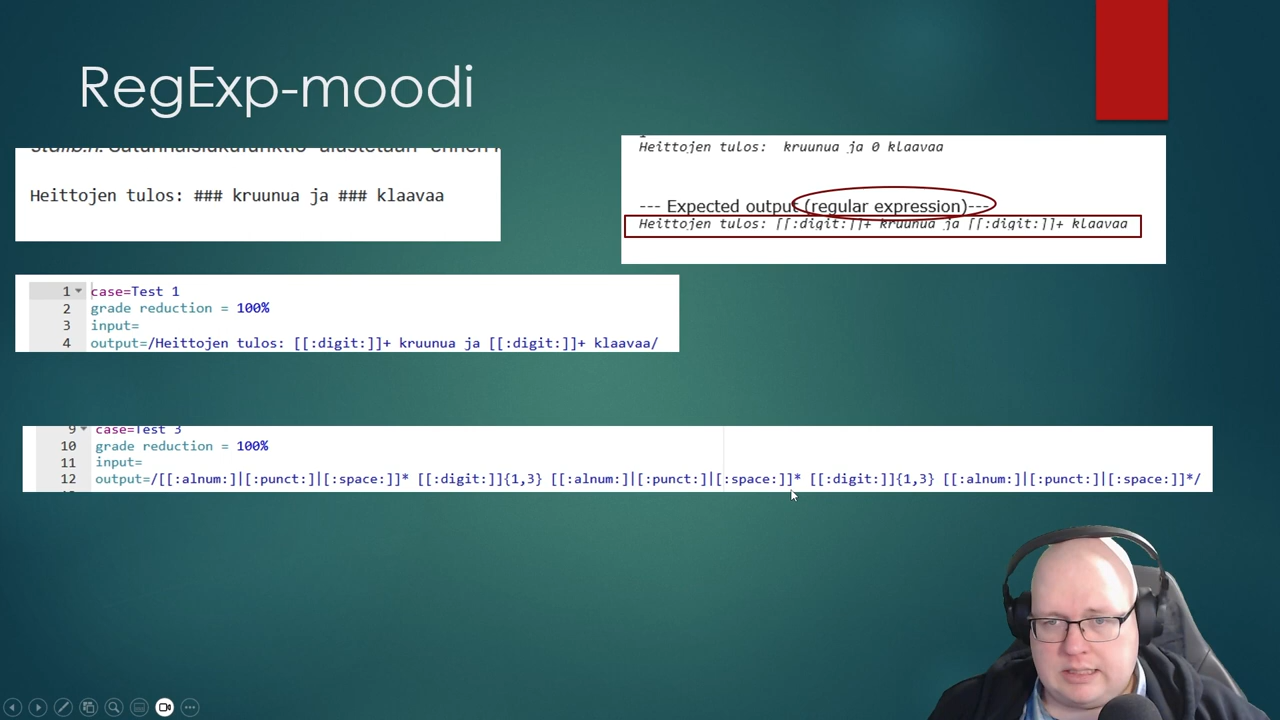 RegExp-moodi
Heittojen tulos: ### kruunua ja ### klaavaa
Heittojen tulos:  kruunua ja 0 klaavaa
--- Expected output (regular expression)---
Heittojen tulos: [[:digit:]]+ kruunua ja [[:digit:]]+ klaavaa
1 case=Test 1
2 grade reduction = 100%
3 input=
4 output=/Heittojen tulos: [[:digit:]]+ kruunua ja [[:digit:]]+ klaavaa/
9 case=Test 3
10 grade reduction = 100%
11 input=
12 output=/[[:alnum:]|[:punct:]|[:space:]]* [[:digit:]]{1,3} [[:alnum:]|[:punct:]|[:space:]]* [[:digit:]]{1,3} [[:alnum:]|[:punct:]|[:space:]]*/